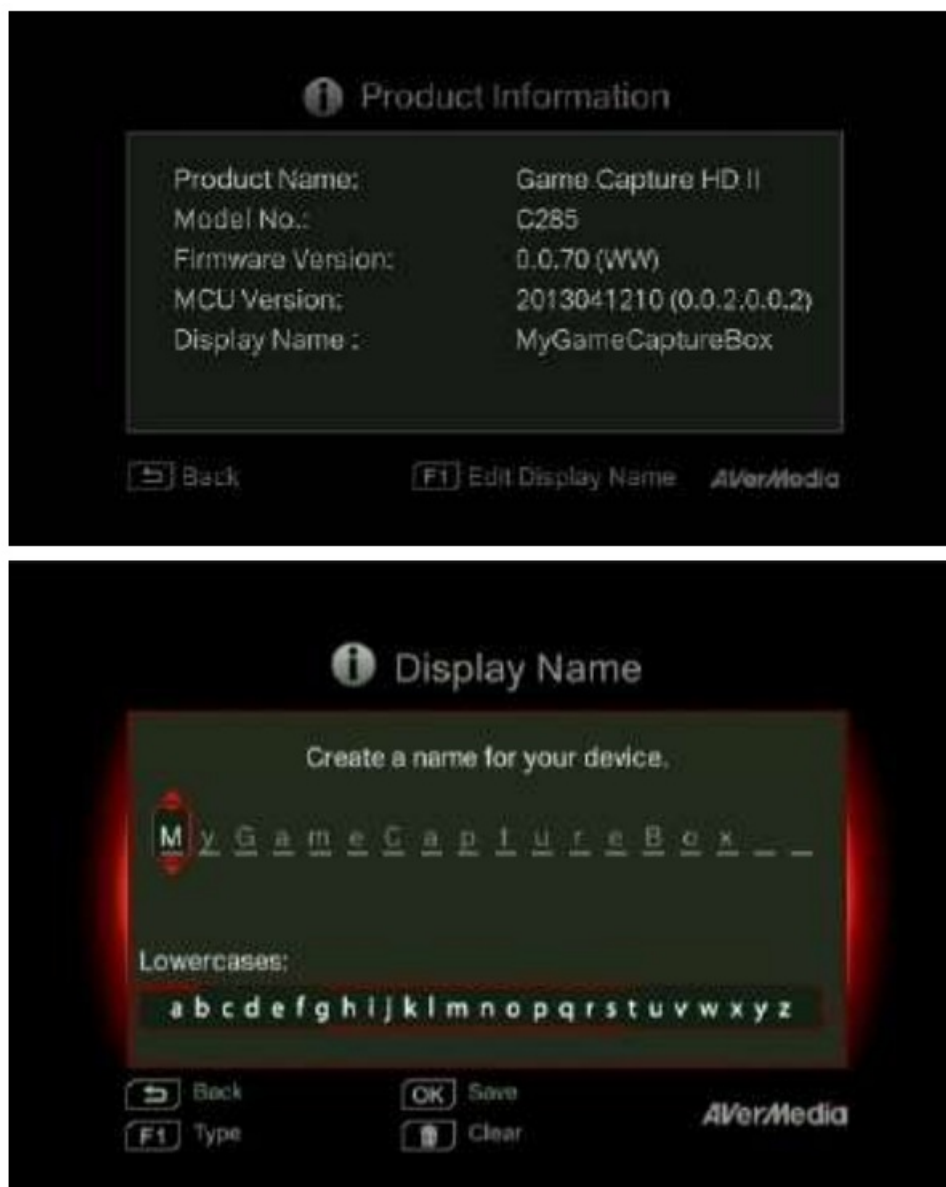 Product Information
Product Name: Game Capture HD II
Model No.: C285
Firmware Version: 0.0.70 (WW)
MCU Version: 2013041210 (0.0.2,0.0.2)
Display Name : MyGameCaptureBox
Back F1 Edit Display Name AVerMedia
Display Name
Create a name for your device.
M y G a m e C a p t u r e B o x _ _
Lowercases:
a b c d e f g h i j k l m n o p q r s t u v w x y z
Back OK Save
F1 Type Clear AVerMedia